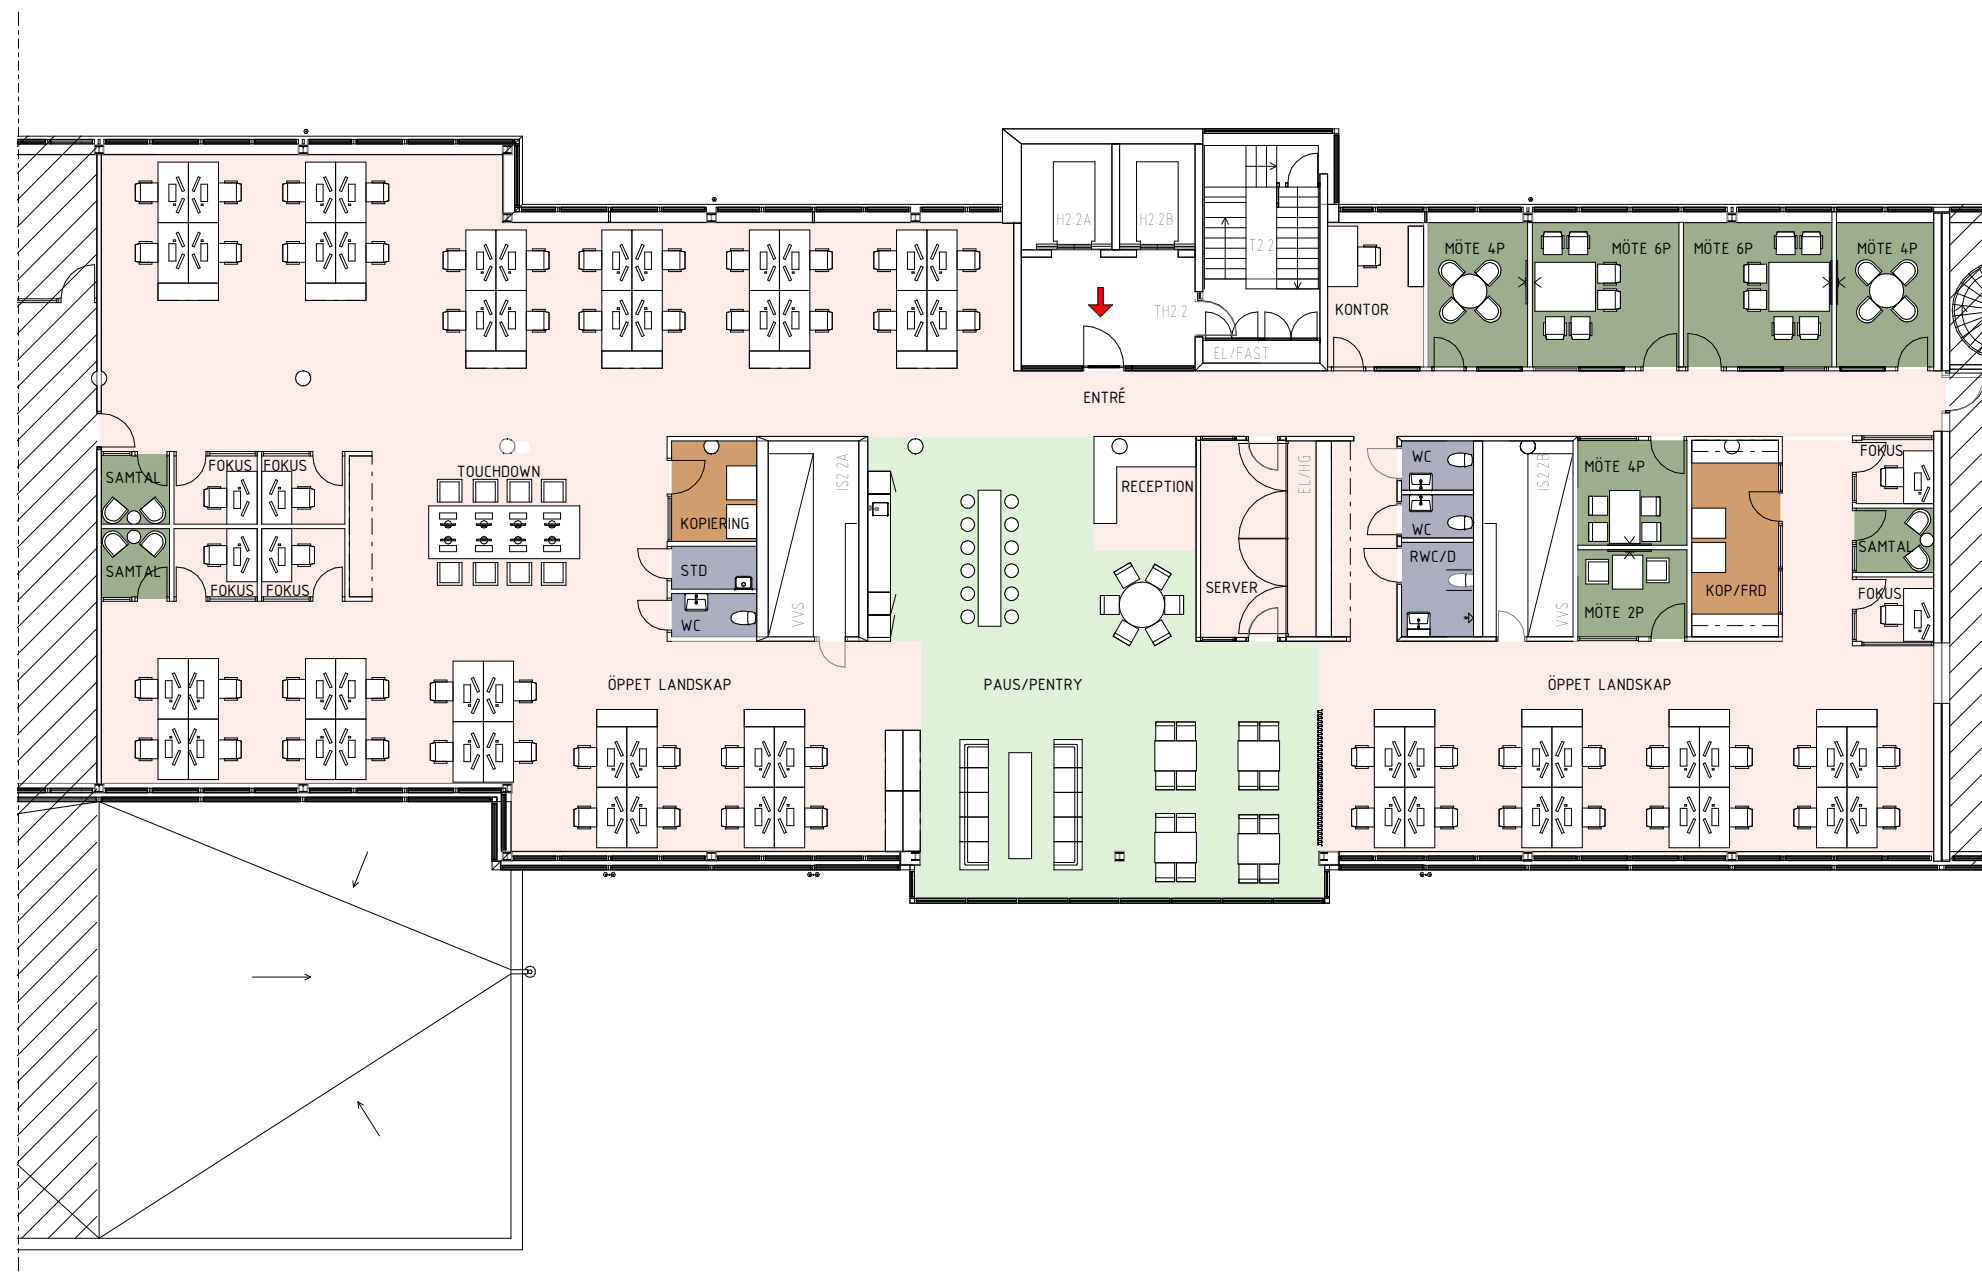 H2:2A
H2:2B
T2:2
MÖTE 4P
MÖTE 6P
MÖTE 6P
MÖTE 4P
KONTOR
TH2:2
EL/FAST
ENTRÉ
FOKUS
FOKUS
TOUCHDOWN
SAMTAL
IS2:2A
KOPIERING
RECEPTION
EL/HG
WC
WC
IS2:2B
MÖTE 4P
FOKUS
SAMTAL
SAMTAL
STD
RWC/D
SERVER
KOP/FRD
FOKUS
FOKUS
FOKUS
WC
VVS
VVS
MÖTE 2P
ÖPPET LANDSKAP
PAUS/PENTRY
ÖPPET LANDSKAP